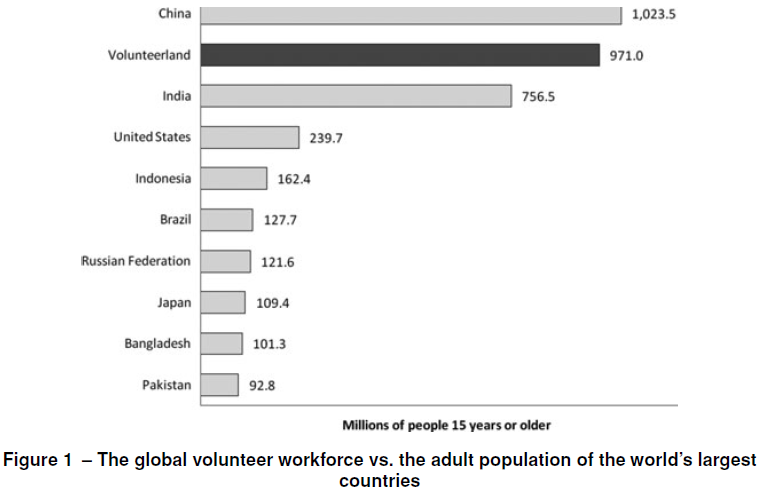 China 1,023.5
Volunteerland 971.0
India 756.5
United States 239.7
Indonesia 162.4
Brazil 127.7
Russian Federation 121.6
Japan 109.4
Bangladesh 101.3
Pakistan 92.8
Millions of people 15 years or older
Figure 1 – The global volunteer workforce vs. the adult population of the world’s largest
countries